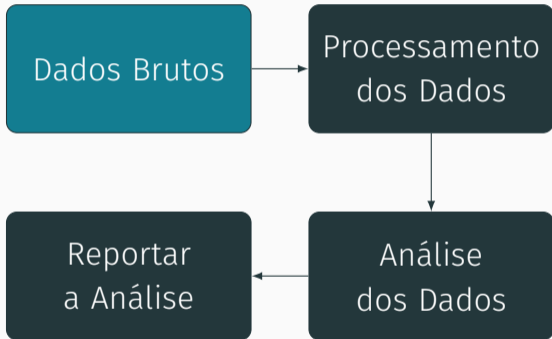 Dados Brutos
Processamento
dos Dados
Análise
dos Dados
Reportar
a Análise